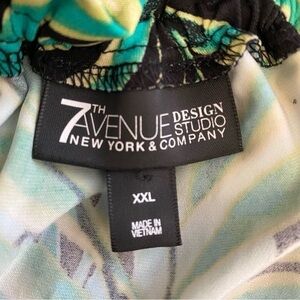 7TH AVENUE DESIGN STUDIO
NEW YORK & COMPANY
XXL
MADE IN
VIETNAM